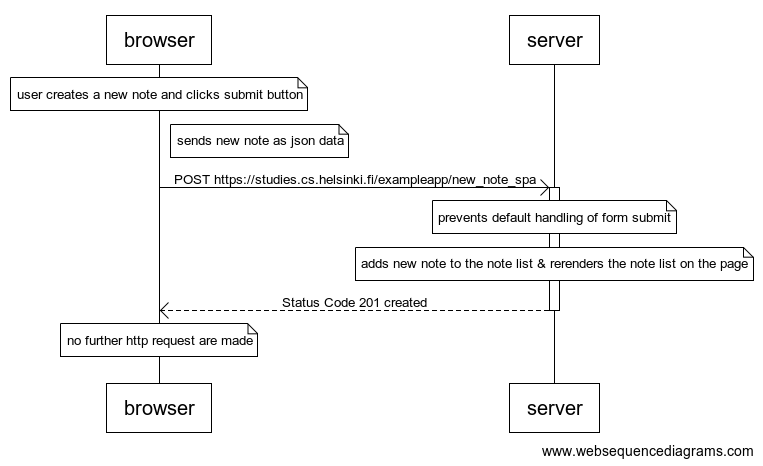 browser
server
user creates a new note and clicks submit button
sends new note as json data
POST https://studies.cs.helsinki.fi/exampleapp/new_note_spa
prevents default handling of form submit
adds new note to the note list & rerenders the note list on the page
Status Code 201 created
no further http request are made
browser
server
www.websequencediagrams.com